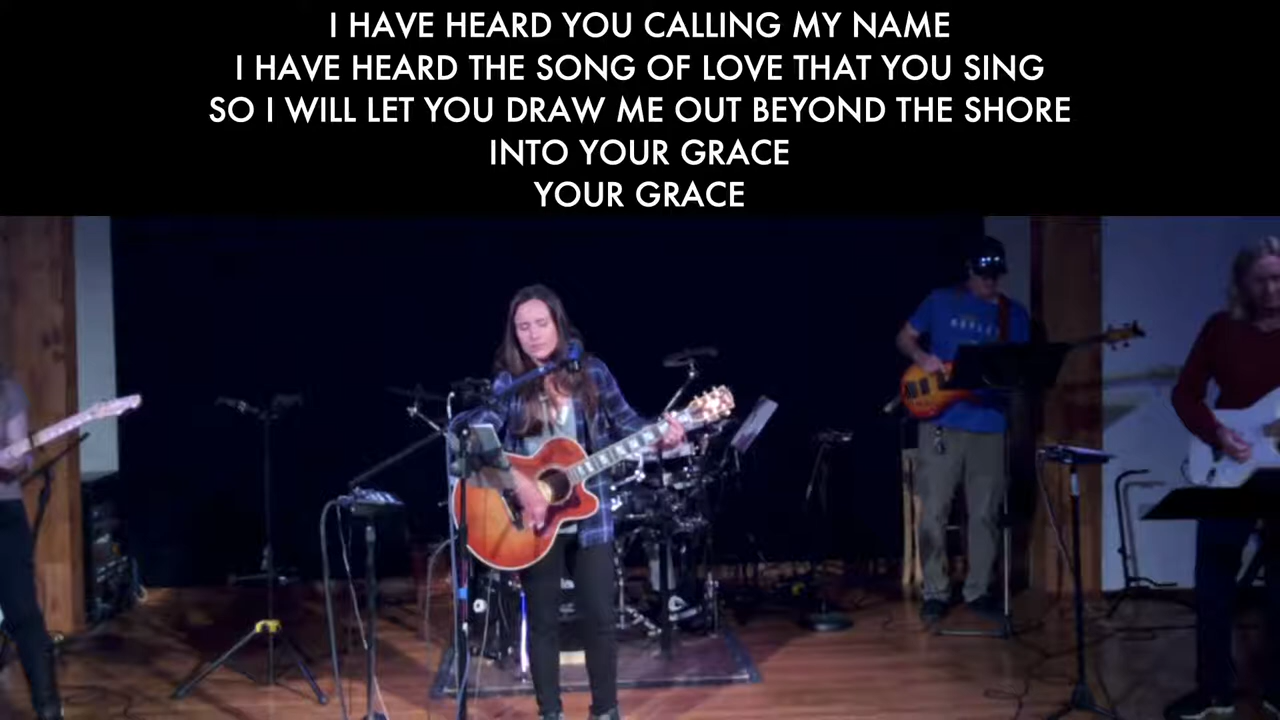 I HAVE HEARD YOU CALLING MY NAME
I HAVE HEARD THE SONG OF LOVE THAT YOU SING
SO I WILL LET YOU DRAW ME OUT BEYOND THE SHORE
INTO YOUR GRACE
YOUR GRACE